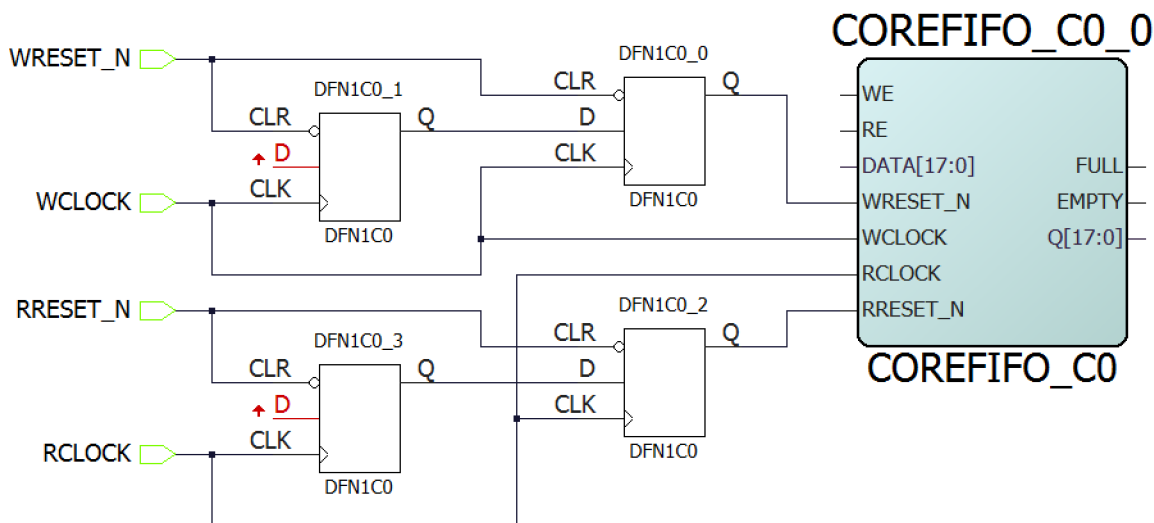 COREFIFO_C0_0
WRESET_N
DFN1C0_0
DFN1C0_1
CLR
Q
CLR
Q
D
D
CLK
CLK
WCLOCK
DFN1C0
DFN1C0
WE
RE
DATA[17:0]
FULL
WRESET_N
EMPTY
WCLOCK
Q[17:0]
RCLOCK
RRESET_N
COREFIFO_C0
RRESET_N
DFN1C0_2
DFN1C0_3
CLR
Q
CLR
Q
D
D
CLK
CLK
RCLOCK
DFN1C0
DFN1C0